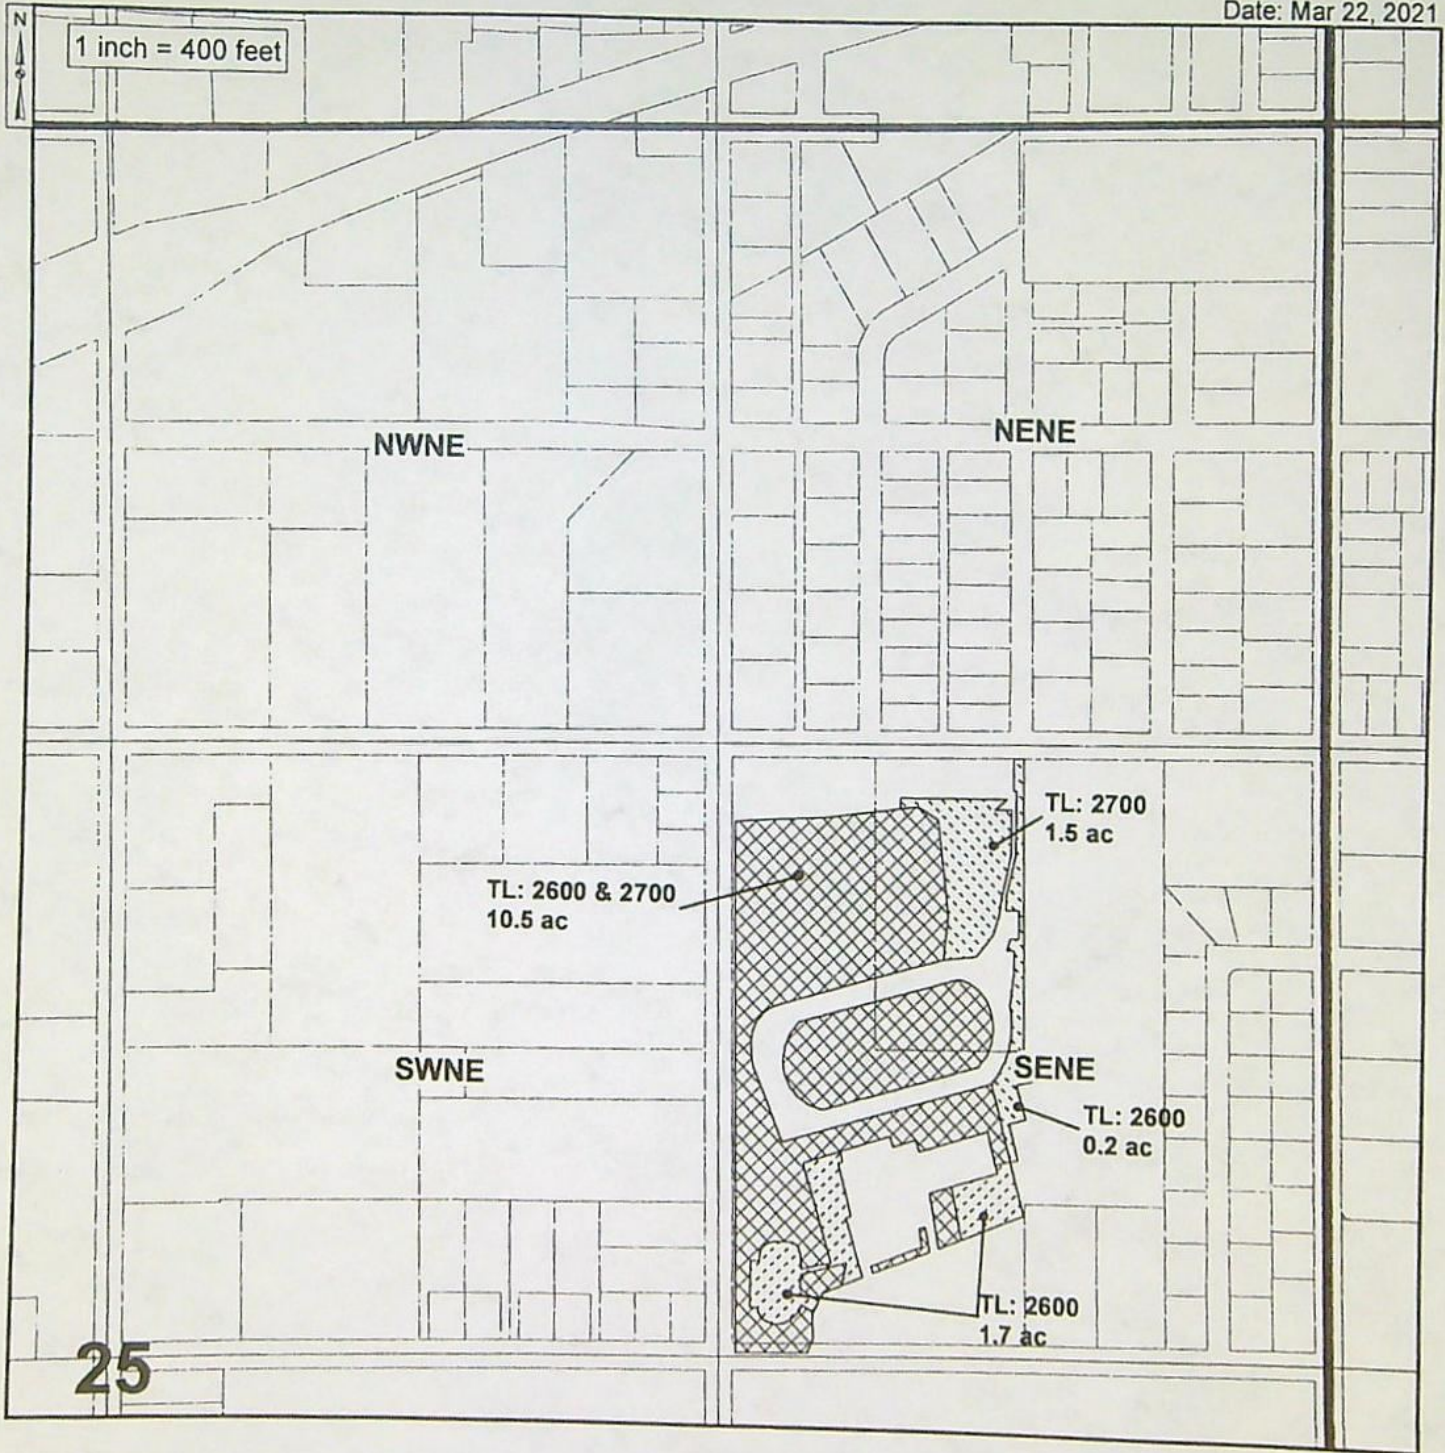 Date: Mar 22, 2021
N
1 inch = 400 feet
NWNE
NENE
TL: 2700
1.5 ac
TL: 2600 & 2700
10.5 ac
SWNE
SENE
TL: 2600
0.2 ac
TL: 2600
1.7 ac
25